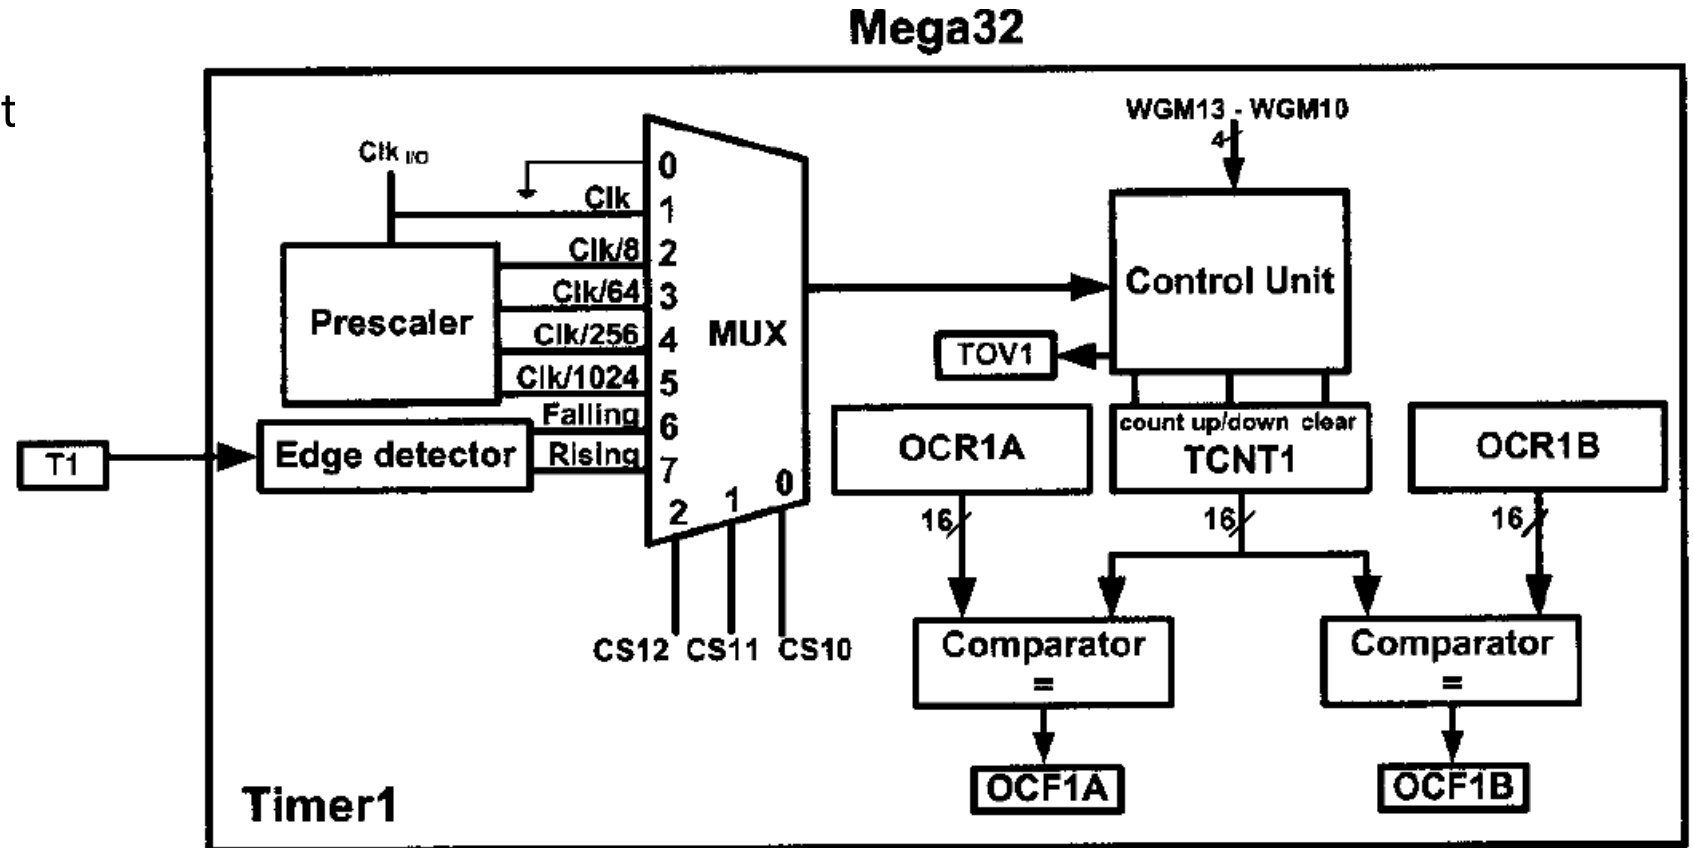 Mega32
t
WGM13 - WGM10
4
Clk I/O
0
Clk 1
Clk/8 2
Clk/64 3
Clk/256 4
Clk/1024 5
Falling 6
Rising 7
Prescaler
MUX
Control Unit
TOV1
T1
Edge detector
2 1 0
CS12 CS11 CS10
OCR1A
count up/down clear
TCNT1
OCR1B
16 16 16
Comparator
=
Comparator
=
OCF1A
OCF1B
Timer1